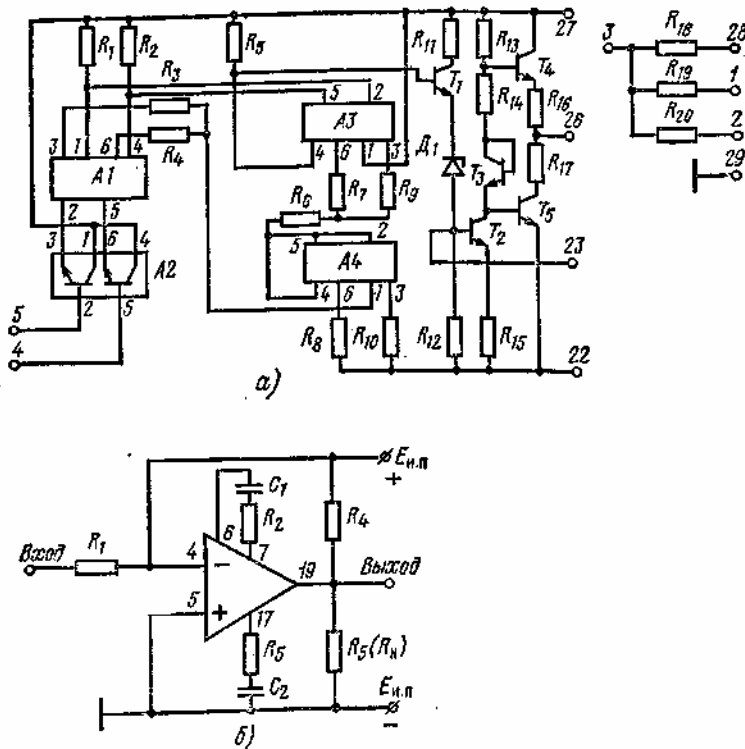 R1 R2 R5 R11 R13 27 3 R18 28
R3 T1 T4 R19 1
5 2 R14 R16 R20 2
3 1 6 4 R4 A3 26 29
A1 4 6 1 3 Д1 T3 R17
2 5 R6 R7 R9
3 1 6 4 2 T2 T5
A2 5 A4 23
2 5 4 6 1 3
5 R8 R10 R12 R15
4 22
а)
C1 Eи.п
+
6 R2 R4
Вход R1 4 − 7 19 Выход
5 + 17
R5 R5(Rн)
C2 Eи.п
−
б)